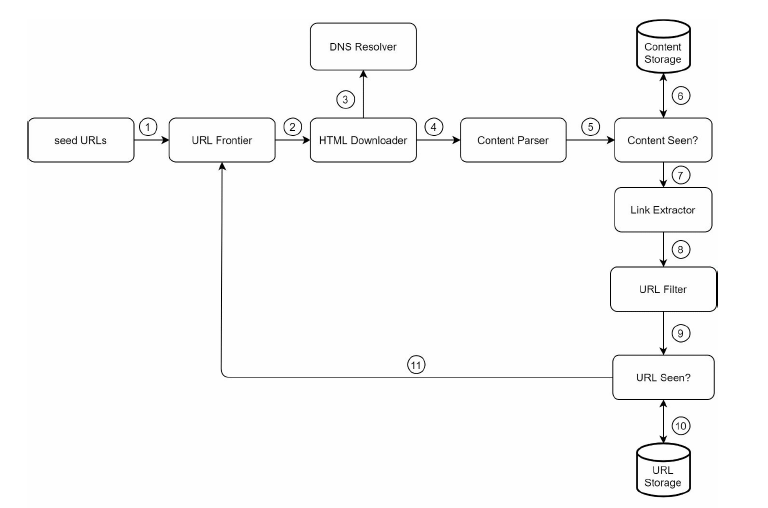 DNS Resolver
Content
Storage
3
6
seed URLs
1
URL Frontier
2
HTML Downloader
4
Content Parser
5
Content Seen?
7
Link Extractor
8
URL Filter
9
11
URL Seen?
10
URL
Storage